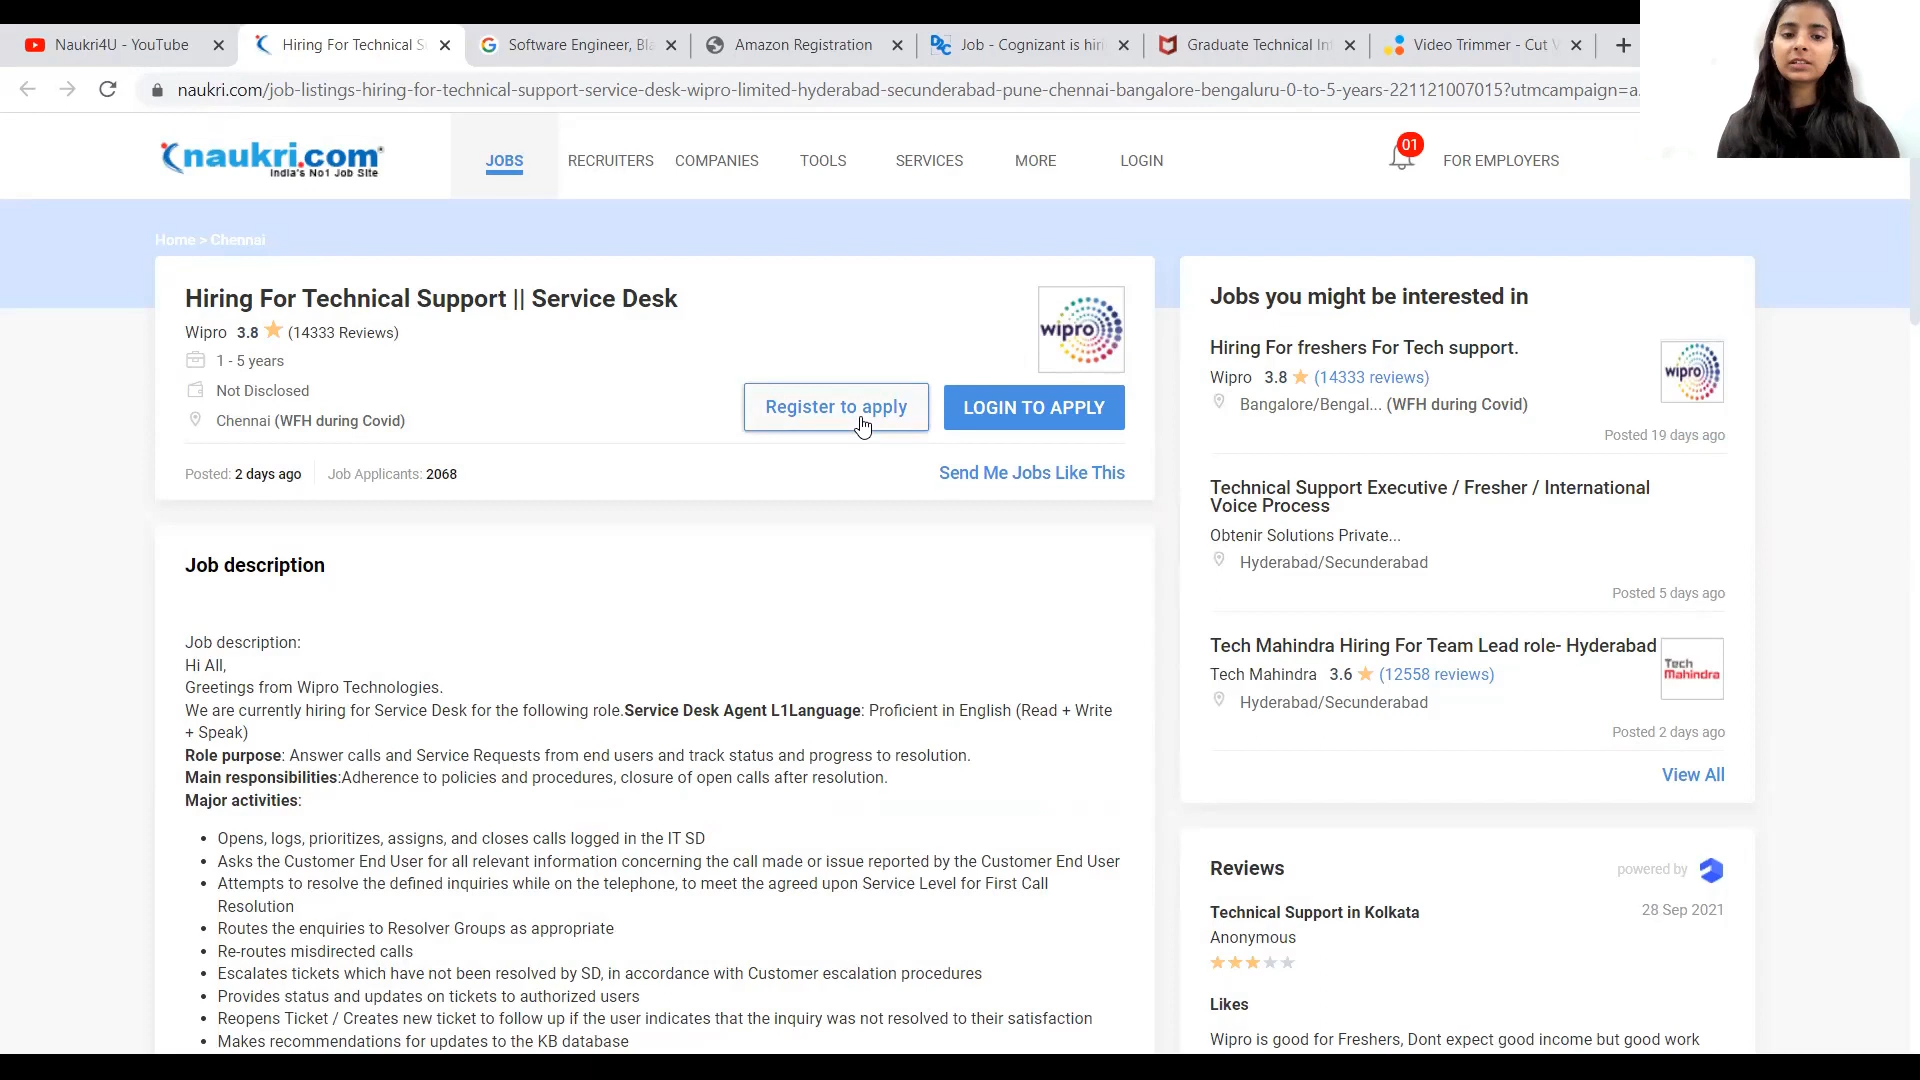 Naukri4U - YouTube
Hiring For Technical S
Software Engineer, Bla
Amazon Registration
Job - Cognizant is hiri
Graduate Technical Int
Video Trimmer - Cut V
naukri.com/job-listings-hiring-for-technical-support-service-desk-wipro-limited-hyderabad-secunderabad-pune-chennai-bangalore-bengaluru-0-to-5-years-221121007015?utmcampaign=a
naukri.com
India's No1 Job Site
JOBS
RECRUITERS
COMPANIES
TOOLS
SERVICES
MORE
LOGIN
01
FOR EMPLOYERS
Home > Chennai
Hiring For Technical Support || Service Desk
Wipro 3.8 (14333 Reviews)
1 - 5 years
Not Disclosed
Chennai (WFH during Covid)
wipro
Register to apply
LOGIN TO APPLY
Posted: 2 days ago
Job Applicants: 2068
Send Me Jobs Like This
Job description
Job description:
Hi All,
Greetings from Wipro Technologies.
We are currently hiring for Service Desk for the following role.Service Desk Agent L1Language: Proficient in English (Read + Write
+ Speak)
Role purpose: Answer calls and Service Requests from end users and track status and progress to resolution.
Main responsibilities:Adherence to policies and procedures, closure of open calls after resolution.
Major activities:
• Opens, logs, prioritizes, assigns, and closes calls logged in the IT SD
• Asks the Customer End User for all relevant information concerning the call made or issue reported by the Customer End User
• Attempts to resolve the defined inquiries while on the telephone, to meet the agreed upon Service Level for First Call
Resolution
• Routes the enquiries to Resolver Groups as appropriate
• Re-routes misdirected calls
• Escalates tickets which have not been resolved by SD, in accordance with Customer escalation procedures
• Provides status and updates on tickets to authorized users
• Reopens Ticket / Creates new ticket to follow up if the user indicates that the inquiry was not resolved to their satisfaction
• Makes recommendations for updates to the KB database
Jobs you might be interested in
Hiring For freshers For Tech support.
Wipro 3.8 (14333 reviews)
Bangalore/Bengal... (WFH during Covid)
wipro
Posted 19 days ago
Technical Support Executive / Fresher / International
Voice Process
Obtenir Solutions Private...
Hyderabad/Secunderabad
Posted 5 days ago
Tech Mahindra Hiring For Team Lead role- Hyderabad
Tech Mahindra 3.6 (12558 reviews)
Hyderabad/Secunderabad
Tech
Mahindra
Posted 2 days ago
View All
Reviews
powered by
Technical Support in Kolkata
28 Sep 2021
Anonymous
Likes
Wipro is good for Freshers, Dont expect good income but good work